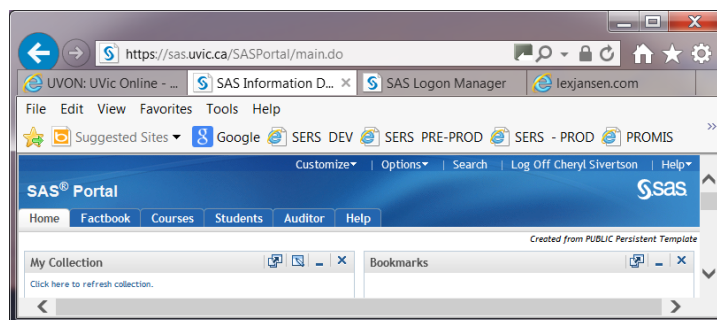 https://sas.uvic.ca/SASPortal/main.do
UVON: UVic Online - ... SAS Information D... SAS Logon Manager lexjansen.com
File Edit View Favorites Tools Help
Suggested Sites Google SERS DEV SERS PRE-PROD SERS - PROD PROMIS
Customize | Options | Search | Log Off Cheryl Sivertson | Help
SAS® Portal sas
Home Factbook Courses Students Auditor Help
Created from PUBLIC Persistent Template
My Collection Bookmarks
Click here to refresh collection.